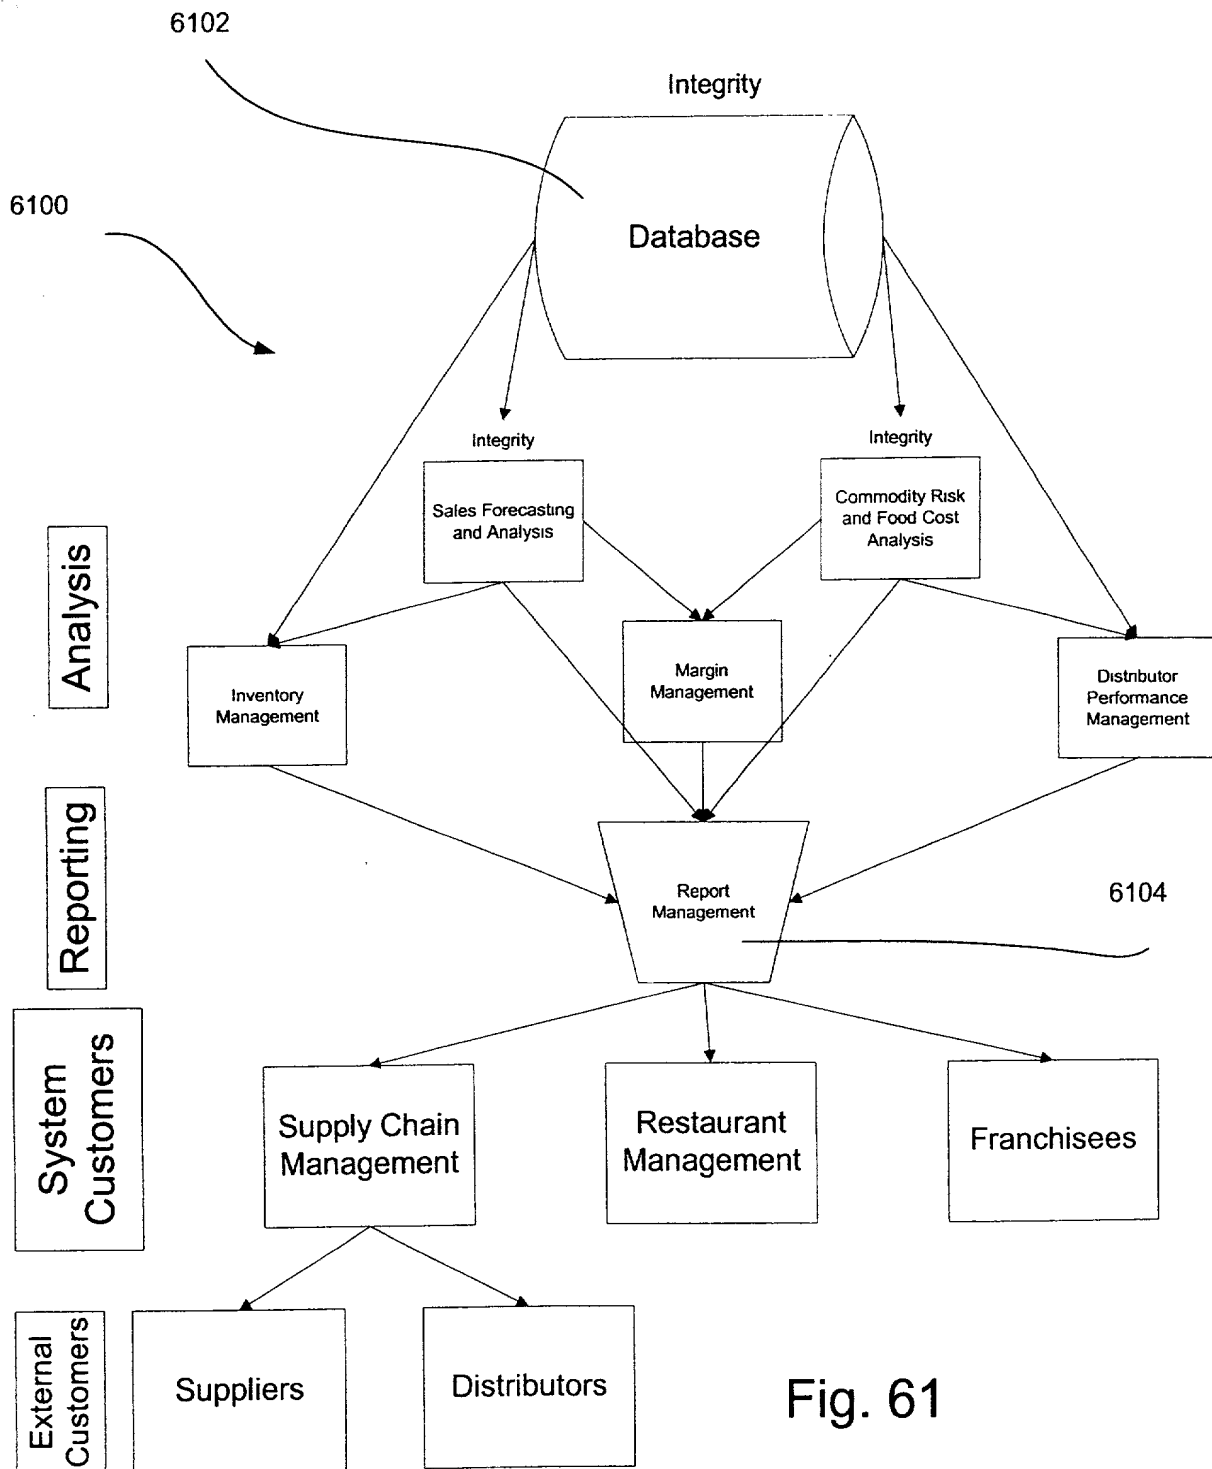 6102
Integrity
6100
Database
Integrity
Integrity
Sales Forecasting
and Analysis
Commodity Risk
and Food Cost
Analysis
Analysis
Inventory
Management
Margin
Management
Distributor
Performance
Management
Reporting
Report
Management
6104
System
Customers
Supply Chain
Management
Restaurant
Management
Franchisees
External
Customers
Suppliers
Distributors
Fig. 61